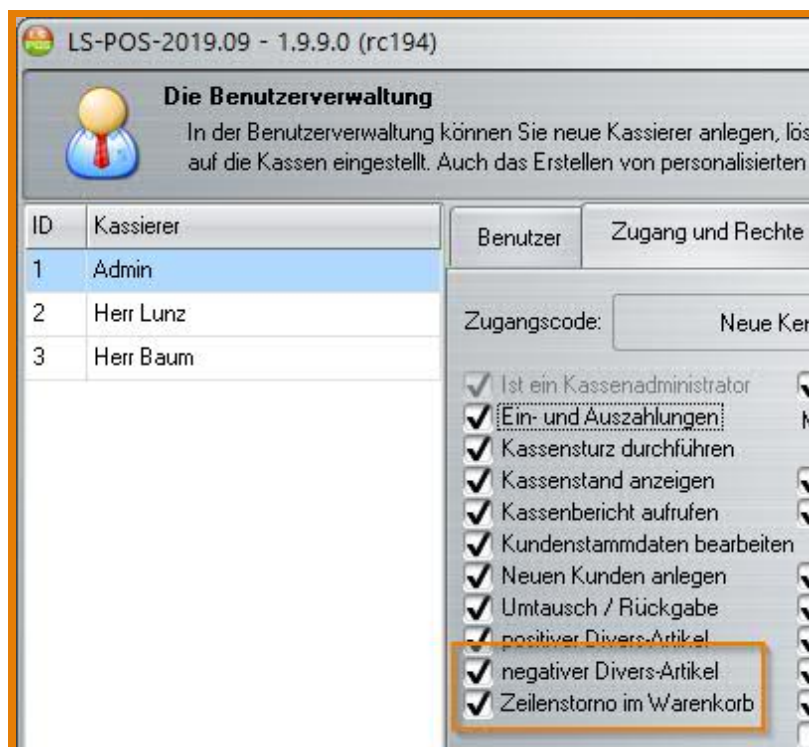 LS-POS-2019.09 - 1.9.9.0 (rc194)
Die Benutzerverwaltung
In der Benutzerverwaltung können Sie neue Kassierer anlegen, lös
auf die Kassen eingestellt. Auch das Erstellen von personalisierten
ID Kassierer
1 Admin
2 Herr Lunz
3 Herr Baum
Benutzer Zugang und Rechte
Zugangscode: Neue Ker
Ist ein Kassenadministrator
Ein- und Auszahlungen
Kassensturz durchführen
Kassenstand anzeigen
Kassenbericht aufrufen
Kundenstammdaten bearbeiten
Neuen Kunden anlegen
Umtausch / Rückgabe
positiver Divers-Artikel
negativer Divers-Artikel
Zeilenstorno im Warenkorb